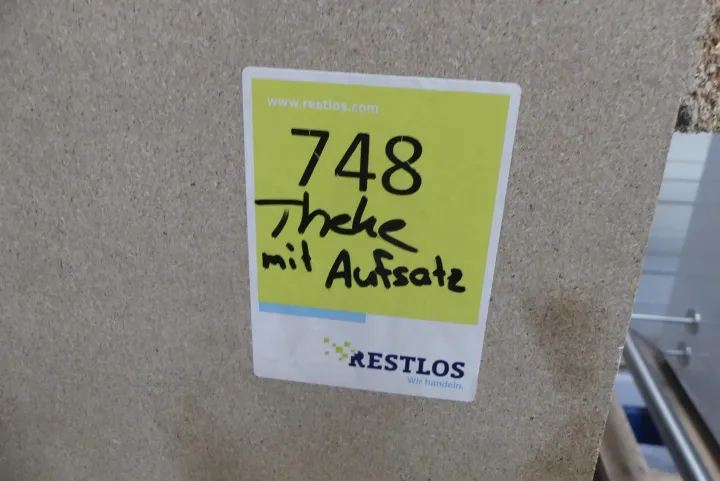 www.restlos.com
748
Theke
mit Aufsatz
RESTLOS
Wir handeln.